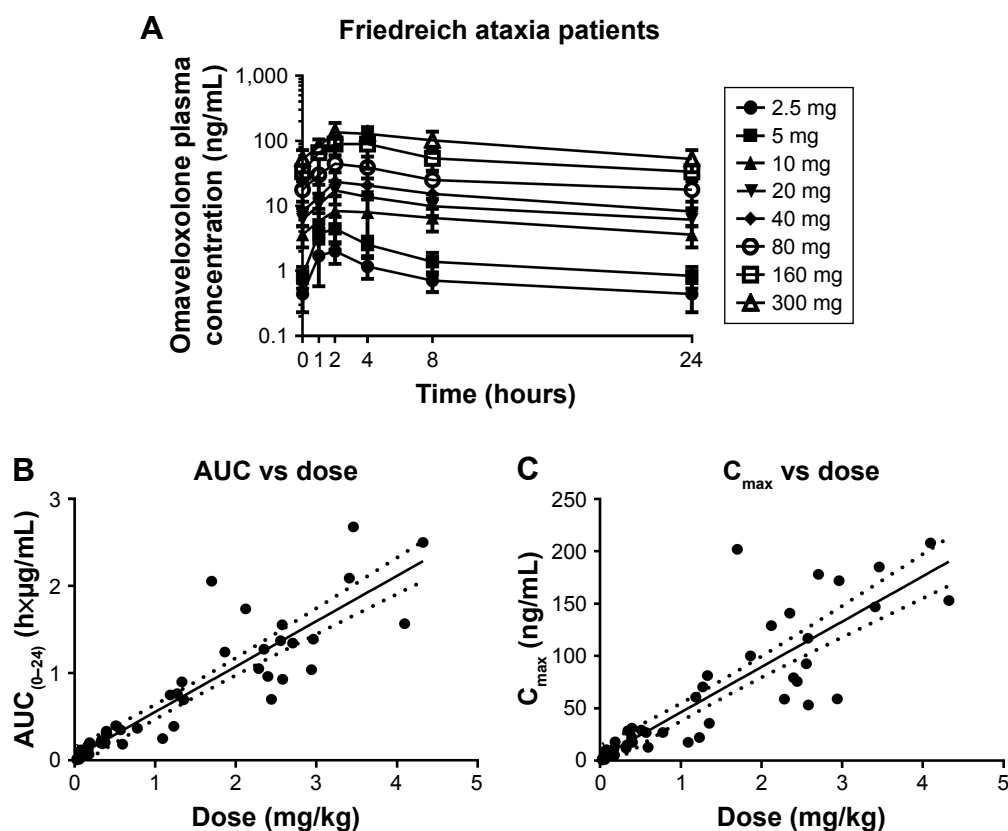 A
Friedreich ataxia patients
Omaveloxolone plasma
concentration (ng/mL)
1,000
100
10
1
0.1
0 1 2 4 8 24
Time (hours)
2.5 mg
5 mg
10 mg
20 mg
40 mg
80 mg
160 mg
300 mg
B
AUC vs dose
AUC(0–24) (h×µg/mL)
3
2
1
0
0 1 2 3 4 5
Dose (mg/kg)
C
Cmax vs dose
Cmax (ng/mL)
250
200
150
100
50
0
0 1 2 3 4 5
Dose (mg/kg)